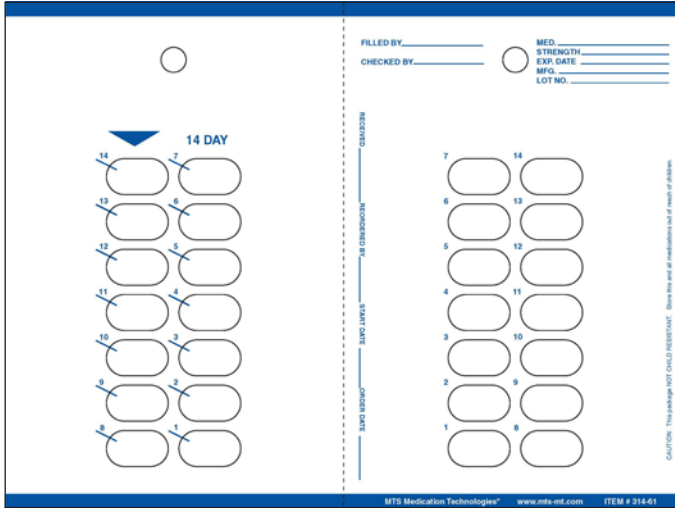 14 DAY
14 7
13 6
12 5
11 4
10 3
9 2
8 1
FILLED BY
CHECKED BY
MED.
STRENGTH
EXP. DATE
MFG.
LOT NO.
RECEIVED
REORDERED BY
START DATE
ORDER DATE
7 14
6 13
5 12
4 11
3 10
2 9
1 8
CAUTION: This package NOT CHILD RESISTANT. Store this and all medications out of reach of children.
MTS Medication Technologies® www.mts-mt.com ITEM # 314-61